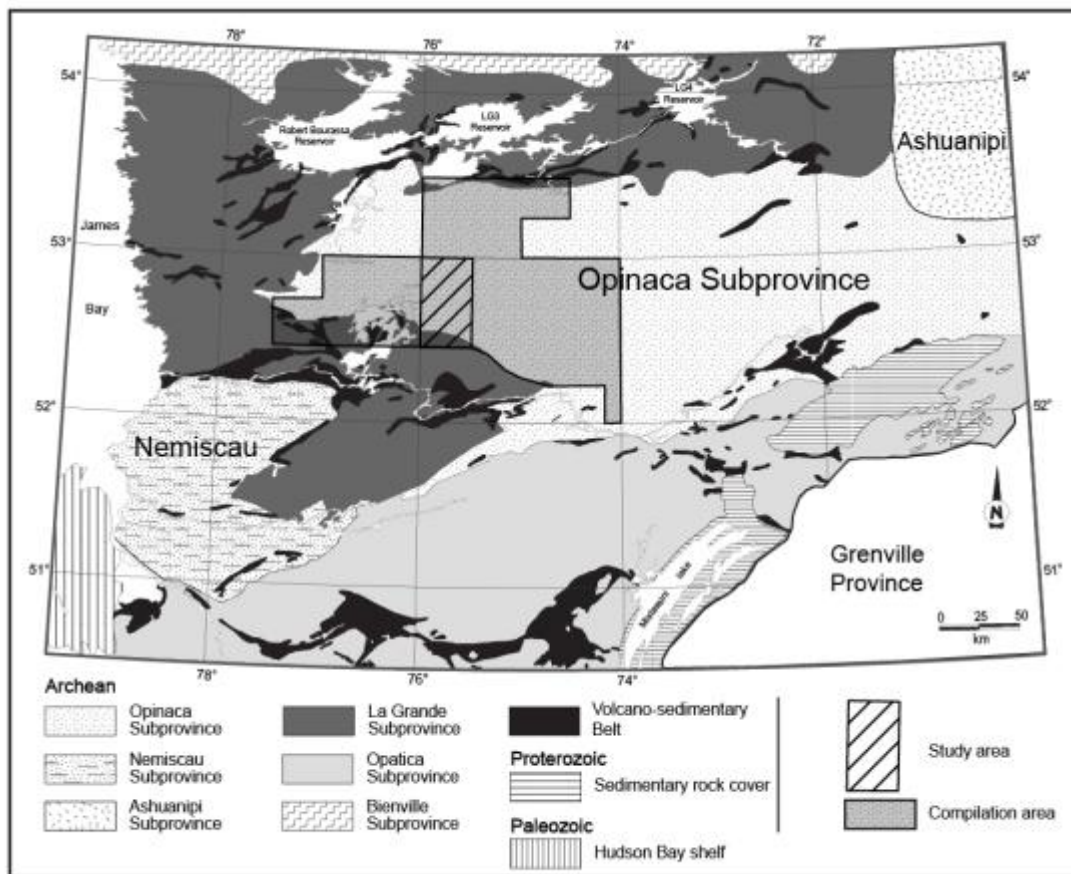 78°
76°
74°
72°
54°
54°
LG4
Reservoir
LG3
Reservoir
Robert Bourassa
Reservoir
Ashuanipi
James
53°
53°
Opinaca Subprovince
Bay
52°
52°
Nemiscau
N
Grenville
Province
51°
51°
Mistassini lake
0 25 50
km
78°
76°
74°
Archean
Opinaca
Subprovince
Nemiscau
Subprovince
Ashuanipi
Subprovince
La Grande
Subprovince
Opatica
Subprovince
Bienville
Subprovince
Volcano-sedimentary
Belt
Proterozoic
Sedimentary rock cover
Paleozoic
Hudson Bay shelf
Study area
Compilation area